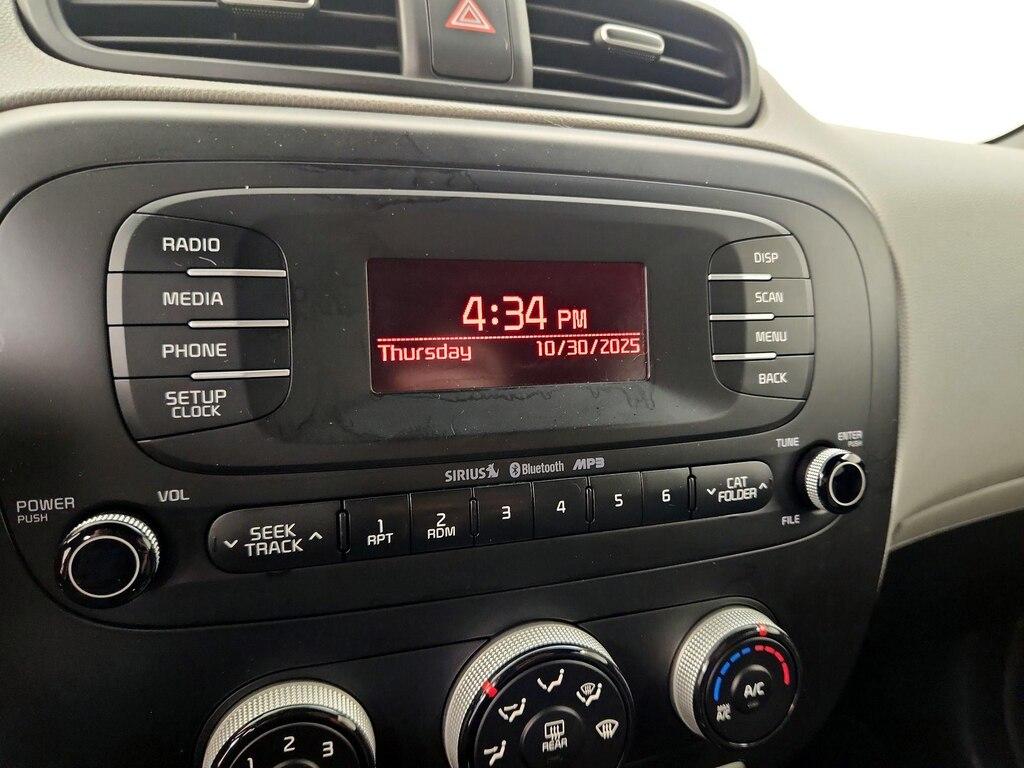 RADIO
MEDIA
PHONE
SETUP
CLOCK
4:34 PM
Thursday 10/30/2025
DISP
SCAN
MENU
BACK
SIRIUS Bluetooth MP3
POWER
PUSH
VOL
SEEK
TRACK
1
RPT
2
RDM
3
4
5
6
CAT
FOLDER
TUNE
ENTER
PUSH
FILE
1
2
3
REAR
A/C
MAX
A/C